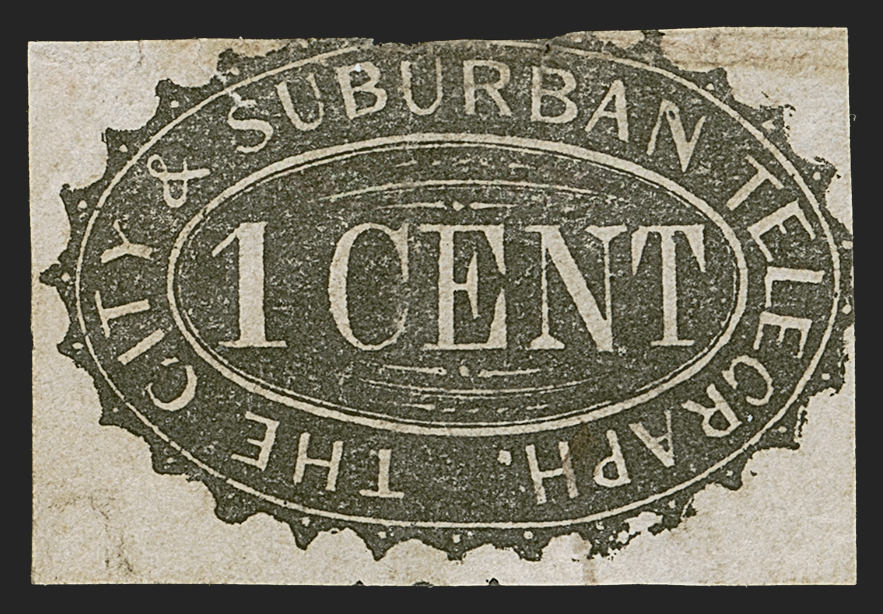 THE CITY & SUBURBAN TELEGRAPH.
1 CENT